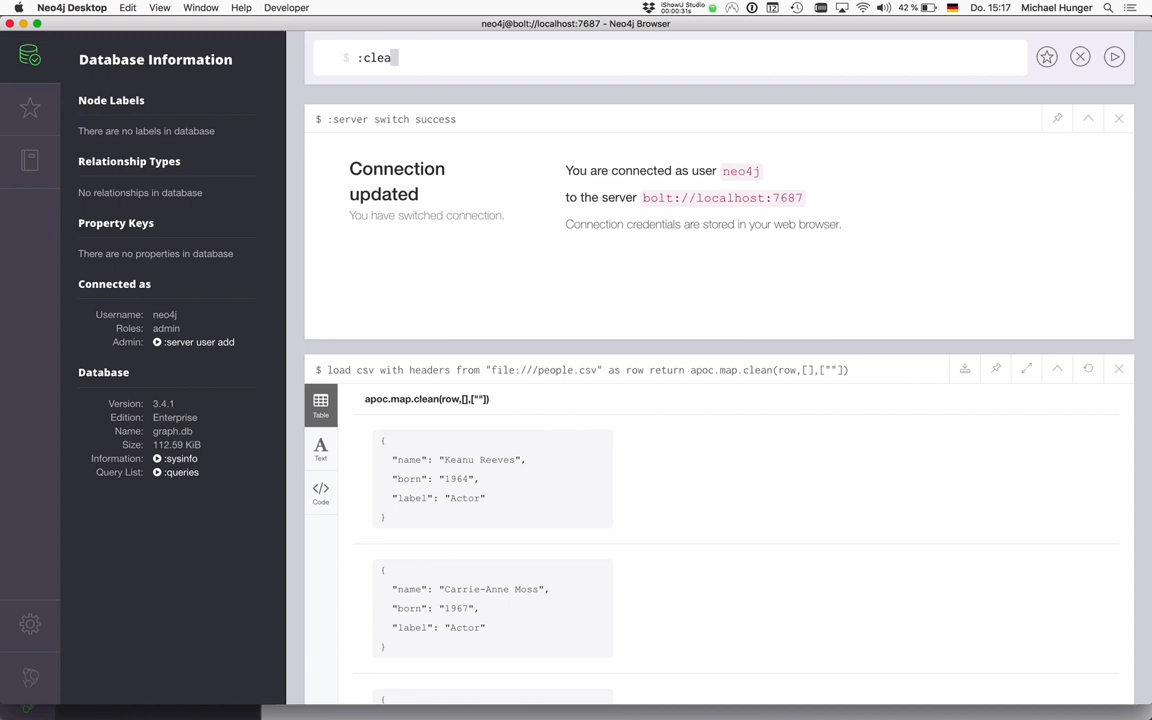 Neo4j Desktop Edit View Window Help Developer
iShowU Studio
00:00:31s
12
42 %
Do. 15:17 Michael Hunger
neo4j@bolt://localhost:7687 - Neo4j Browser
Database Information
Node Labels
There are no labels in database
Relationship Types
No relationships in database
Property Keys
There are no properties in database
Connected as
Username: neo4j
Roles: admin
Admin: :server user add
Database
Version: 3.4.1
Edition: Enterprise
Name: graph.db
Size: 112.59 KiB
Information: :sysinfo
Query List: :queries
$ :clea
$ :server switch success
Connection
updated
You have switched connection.
You are connected as user neo4j
to the server bolt://localhost:7687
Connection credentials are stored in your web browser.
$ load csv with headers from "file:///people.csv" as row return apoc.map.clean(row,[],[""])
Table
Text
Code
apoc.map.clean(row,[],[""])
{
"name": "Keanu Reeves",
"born": "1964",
"label": "Actor"
}
{
"name": "Carrie-Anne Moss",
"born": "1967",
"label": "Actor"
}
{